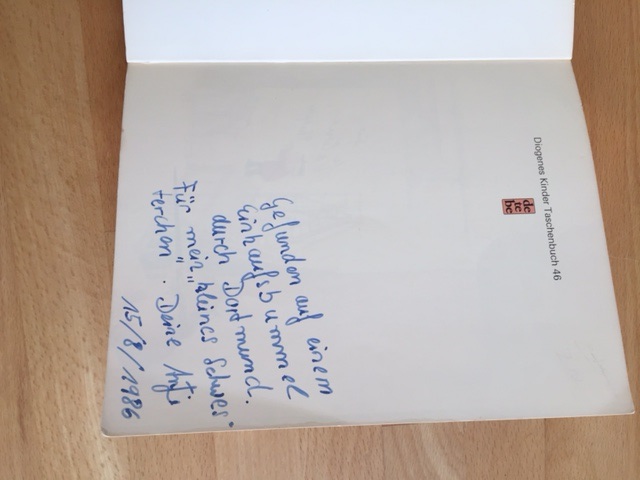 Diogenes Kinder Taschenbuch 46
de
te
be
Gefunden auf einem
Einkaufsbummel
durch Dortmund.
Für mein "kleines Schwes-
terchen". Deine Antje
15/8/1986